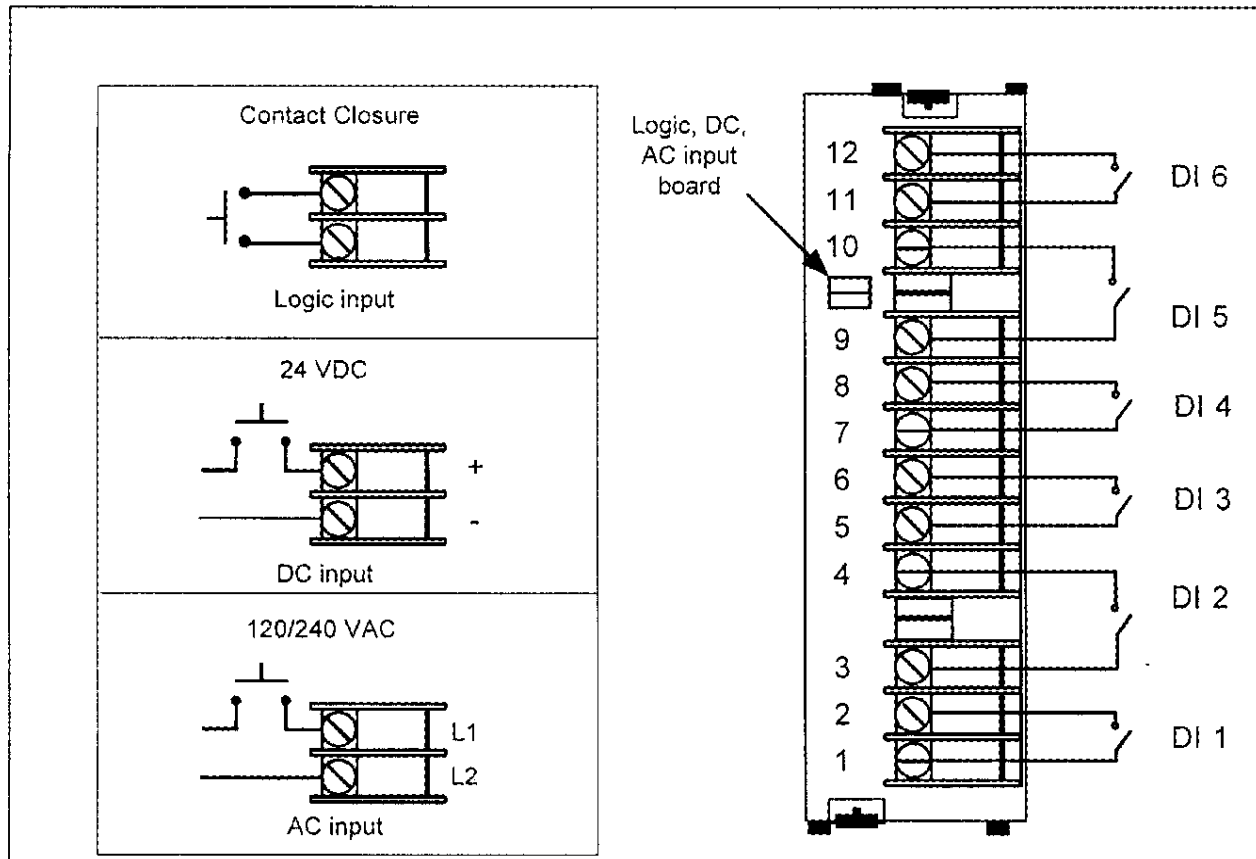 Contact Closure
Logic input
24 VDC
+
-
DC input
120/240 VAC
L1
L2
AC input
Logic, DC,
AC input
board
12
11
10
9
8
7
6
5
4
3
2
1
DI 6
DI 5
DI 4
DI 3
DI 2
DI 1